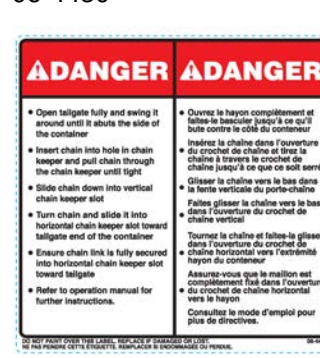 DANGER
• Open tailgate fully and swing it
around until it abuts the side of
the container
• Insert chain into hole in chain
keeper and pull chain through
the chain keeper until tight
• Slide chain down into vertical
chain keeper slot
• Turn chain and slide it into
horizontal chain keeper slot toward
tailgate end of the container
• Ensure chain link is fully secured
into horizontal chain keeper slot
toward tailgate
• Refer to operation manual for
further instructions.
DANGER
• Ouvrez le hayon complètement et
faites-le basculer jusqu'à ce qu'il
bute contre le côté du conteneur
Insérez la chaîne dans l'ouverture
• du crochet de chaîne et tirez la
chaîne à travers le crochet de
chaîne jusqu'à ce que ce soit serré
Glisser la chaîne vers le bas dans
• la fente verticale du porte-chaîne
Faites glisser la chaîne vers le bas
• dans l'ouverture du crochet de
chaîne vertical
Tournez la chaîne et faites-la glisser
dans l'ouverture du crochet de
• chaîne horizontal vers l'extrémité
hayon du conteneur
Assurez-vous que le maillon est
complètement fixé dans l'ouverture
• du crochet de chaîne horizontal
vers le hayon
Consultez le mode d'emploi pour
plus de directives.
DO NOT PAINT OVER THIS LABEL. REPLACE IF DAMAGED OR LOST.
NE PAS PEINDRE CETTE ÉTIQUETTE. REMPLACER SI ENDOMMAGÉE OU PERDUE.